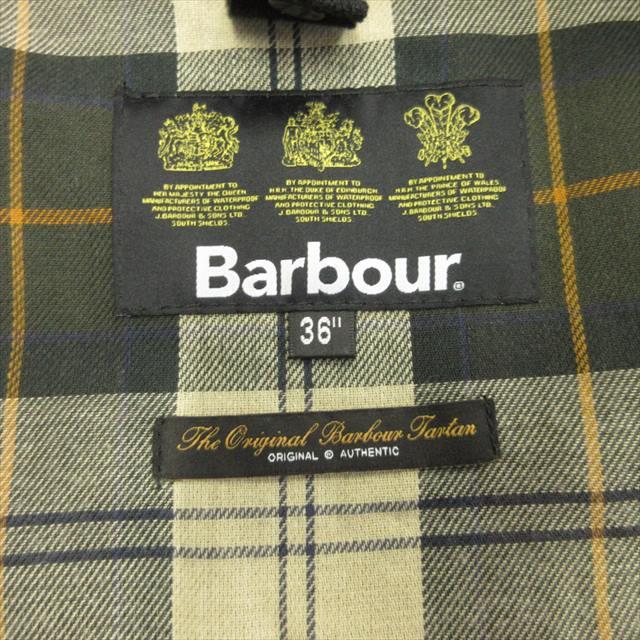 BY APPOINTMENT TO
HER MAJESTY THE QUEEN
MANUFACTURERS OF WATERPROOF
AND PROTECTIVE CLOTHING
J.BARBOUR & SONS LTD.
SOUTH SHIELDS.
BY APPOINTMENT TO
H.R.H. THE DUKE OF EDINBURGH
MANUFACTURERS OF WATERPROOF
AND PROTECTIVE CLOTHING
J.BARBOUR & SONS LTD.
SOUTH SHIELDS.
BY APPOINTMENT TO
H.R.H. THE PRINCE OF WALES
MANUFACTURERS OF WATERPROOF
AND PROTECTIVE CLOTHING
J.BARBOUR & SONS LTD.
SOUTH SHIELDS.
Barbour®
36"
The Original Barbour Tartan
ORIGINAL ® AUTHENTIC